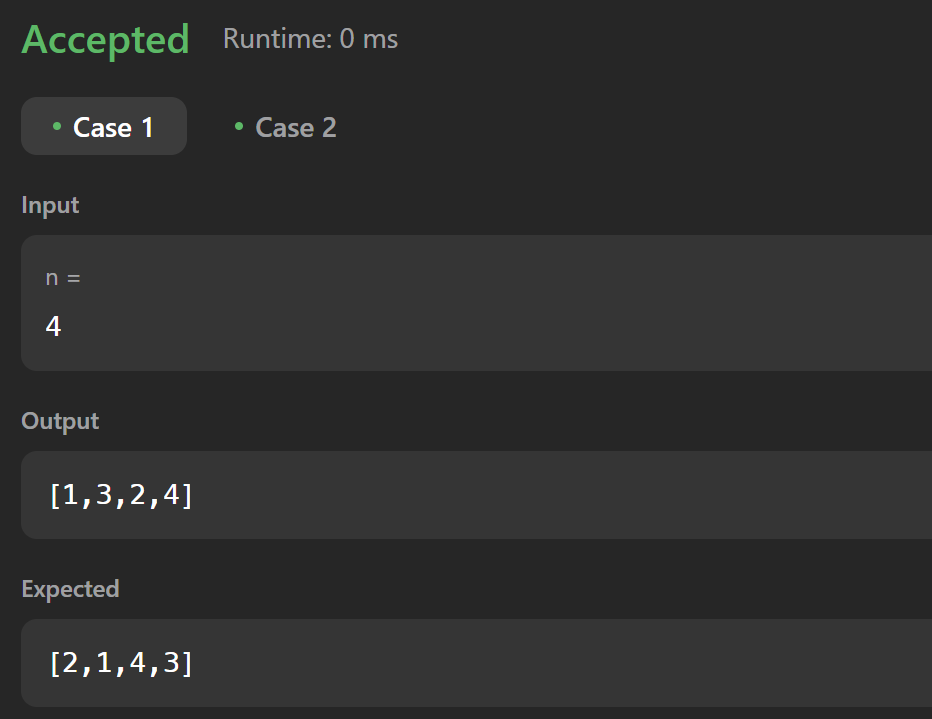 Accepted Runtime: 0 ms
Case 1 Case 2
Input
n =
4
Output
[1,3,2,4]
Expected
[2,1,4,3]